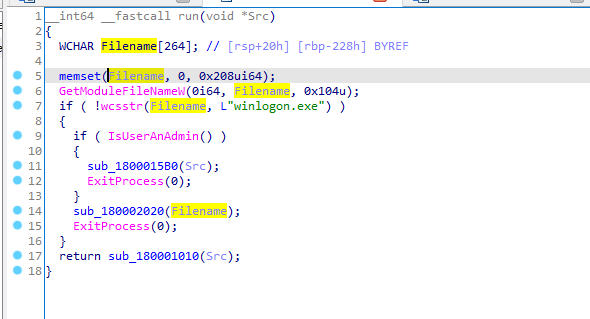 1 __int64 __fastcall run(void *Src)
2 {
3 WCHAR Filename[264]; // [rsp+20h] [rbp-228h] BYREF
4
5 memset(Filename, 0, 0x208ui64);
6 GetModuleFileNameW(0i64, Filename, 0x104u);
7 if ( !wcsstr(Filename, L"winlogon.exe") )
8 {
9 if ( IsUserAnAdmin() )
10 {
11 sub_1800015B0(Src);
12 ExitProcess(0);
13 }
14 sub_180002020(Filename);
15 ExitProcess(0);
16 }
17 return sub_180001010(Src);
18 }